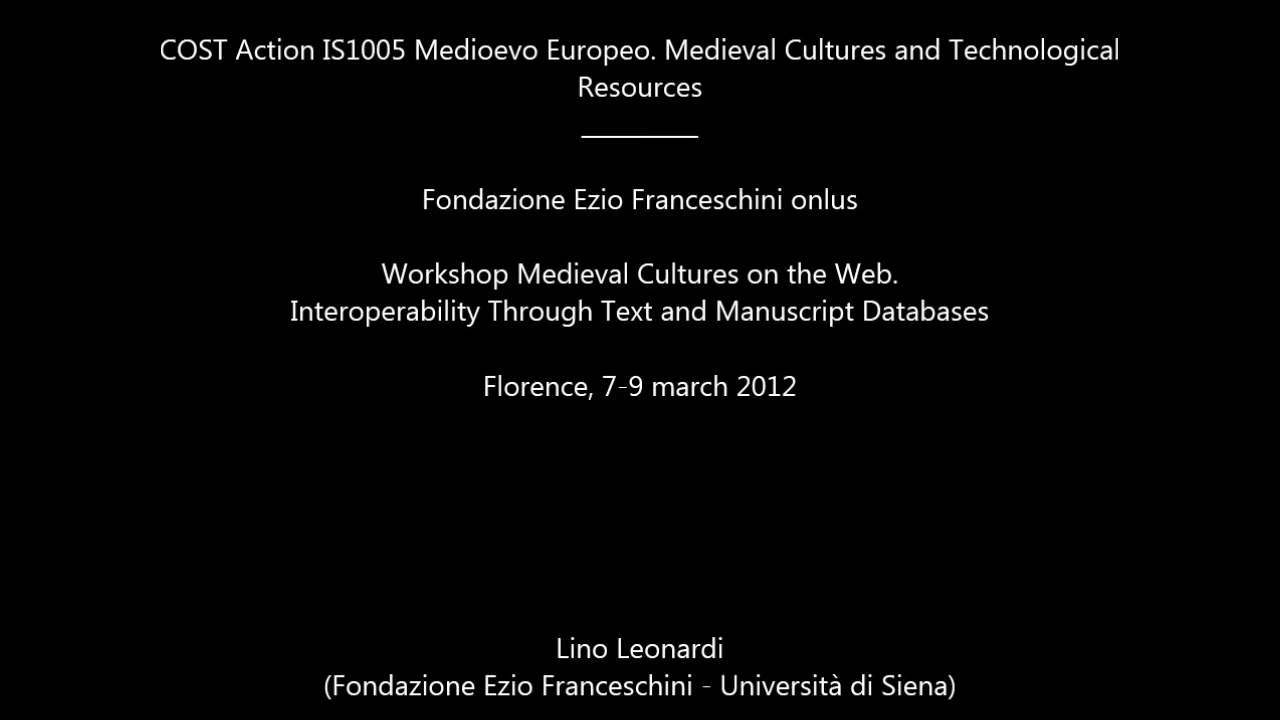 COST Action IS1005 Medioevo Europeo. Medieval Cultures and Technological
Resources
Fondazione Ezio Franceschini onlus
Workshop Medieval Cultures on the Web.
Interoperability Through Text and Manuscript Databases
Florence, 7-9 march 2012
Lino Leonardi
(Fondazione Ezio Franceschini - Università di Siena)